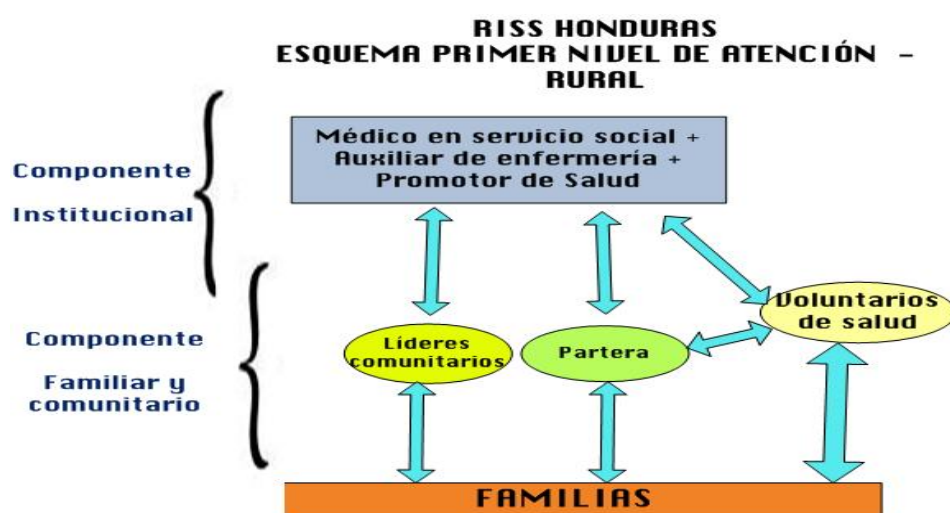 RISS HONDURAS
ESQUEMA PRIMER NIVEL DE ATENCIÓN -
RURAL
Médico en servicio social +
Auxiliar de enfermería +
Promotor de Salud
Componente
Institucional
Componente
Familiar y
comunitario
Líderes
comunitarios
Partera
Voluntarios
de salud
FAMILIAS